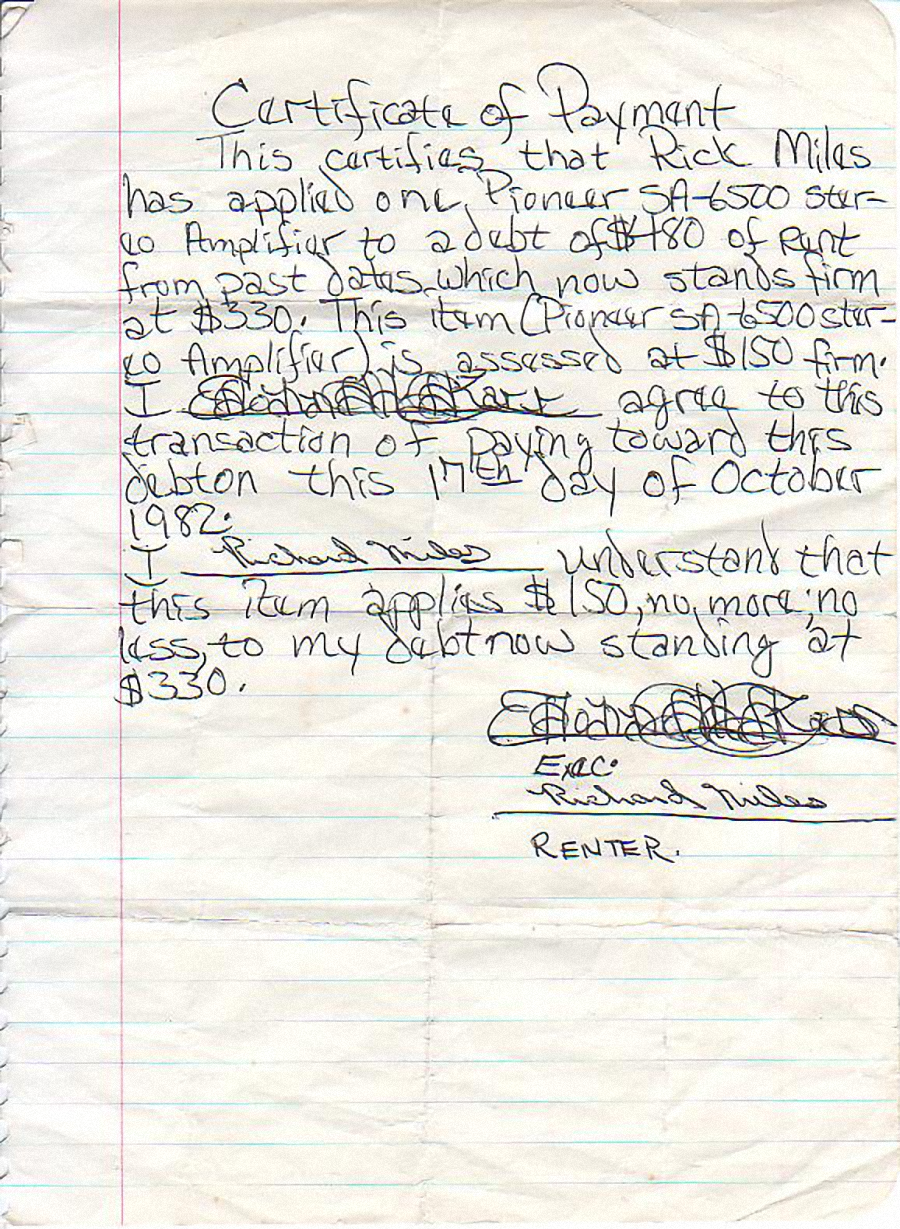 Certificate of Payment
This certifies that Rick Miles
has applied one, Pioneer SA-6500 ster-
eo Amplifier to a debt of $480 of rent
from past dates, which now stands firm
at $330. This item (Pioneer SA-6500 ster-
eo Amplifier) is assessed at $150 firm.
I agree to this
transaction of paying toward this
debt on this 17th day of October
1982.
I Richard Miles understand that
this item applies $150, no, more; no
less, to my debt now standing at
$330.
Exec.
Richard Miles
RENTER.